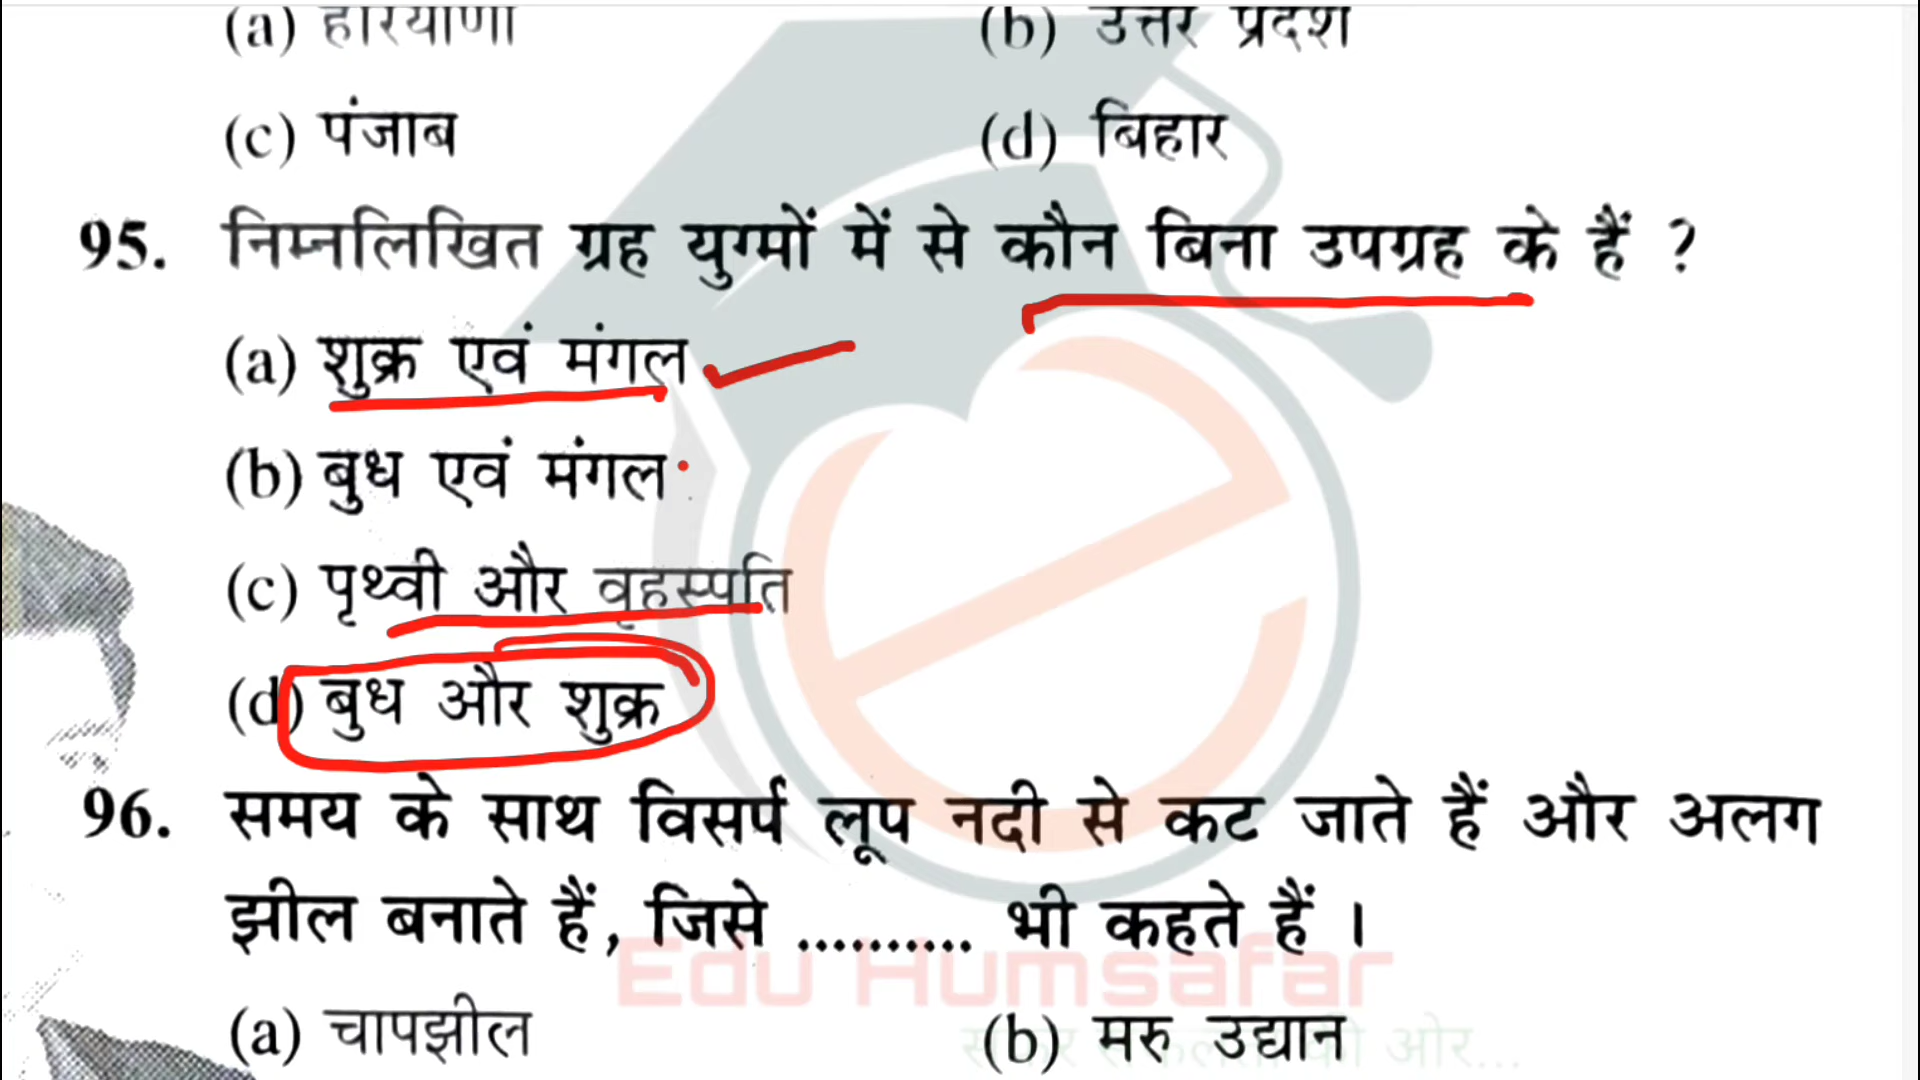 (a) हरियाणा (b) उत्तर प्रदेश
(c) पंजाब (d) बिहार
95. निम्नलिखित ग्रह युग्मों में से कौन बिना उपग्रह के हैं ?
(a) शुक्र एवं मंगल
(b) बुध एवं मंगल
(c) पृथ्वी और वृहस्पति
(d) बुध और शुक्र
96. समय के साथ विसर्प लूप नदी से कट जाते हैं और अलग
झील बनाते हैं, जिसे .......... भी कहते हैं ।
Edu Humsafar
(a) चापझील (b) मरु उद्यान
की ओर...